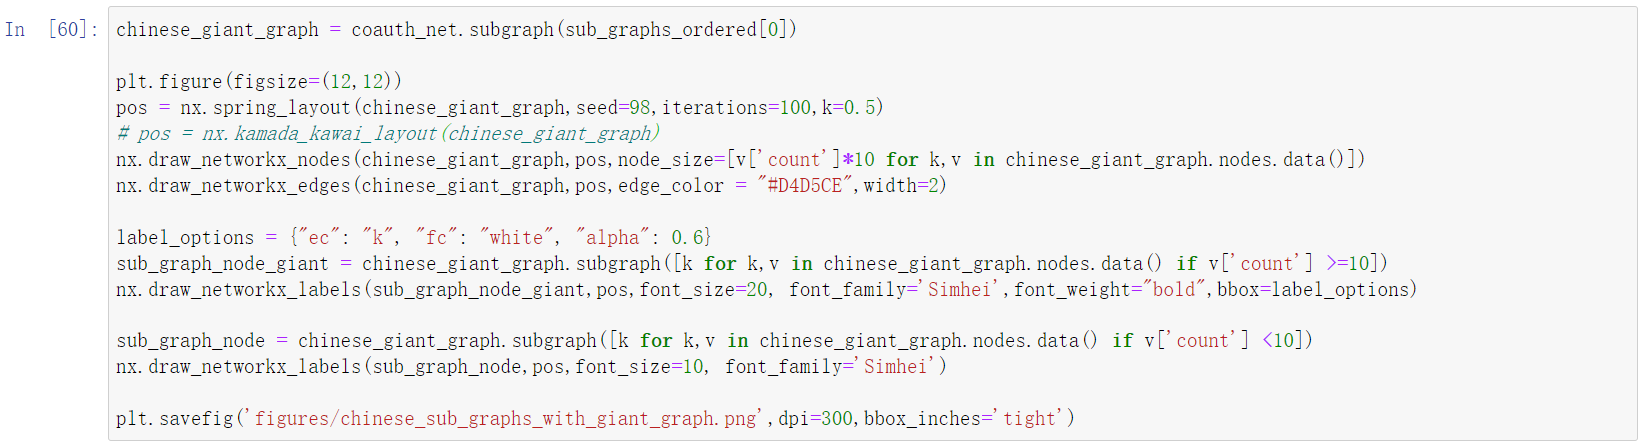 In [60]: chinese_giant_graph = coauth_net.subgraph(sub_graphs_ordered[0])
plt.figure(figsize=(12,12))
pos = nx.spring_layout(chinese_giant_graph,seed=98,iterations=100,k=0.5)
# pos = nx.kamada_kawai_layout(chinese_giant_graph)
nx.draw_networkx_nodes(chinese_giant_graph,pos,node_size=[v['count']*10 for k,v in chinese_giant_graph.nodes.data()])
nx.draw_networkx_edges(chinese_giant_graph,pos,edge_color = "#D4D5CE",width=2)
label_options = {"ec": "k", "fc": "white", "alpha": 0.6}
sub_graph_node_giant = chinese_giant_graph.subgraph([k for k,v in chinese_giant_graph.nodes.data() if v['count'] >=10])
nx.draw_networkx_labels(sub_graph_node_giant,pos,font_size=20, font_family='Simhei',font_weight="bold",bbox=label_options)
sub_graph_node = chinese_giant_graph.subgraph([k for k,v in chinese_giant_graph.nodes.data() if v['count'] <10])
nx.draw_networkx_labels(sub_graph_node,pos,font_size=10, font_family='Simhei')
plt.savefig('figures/chinese_sub_graphs_with_giant_graph.png',dpi=300,bbox_inches='tight')